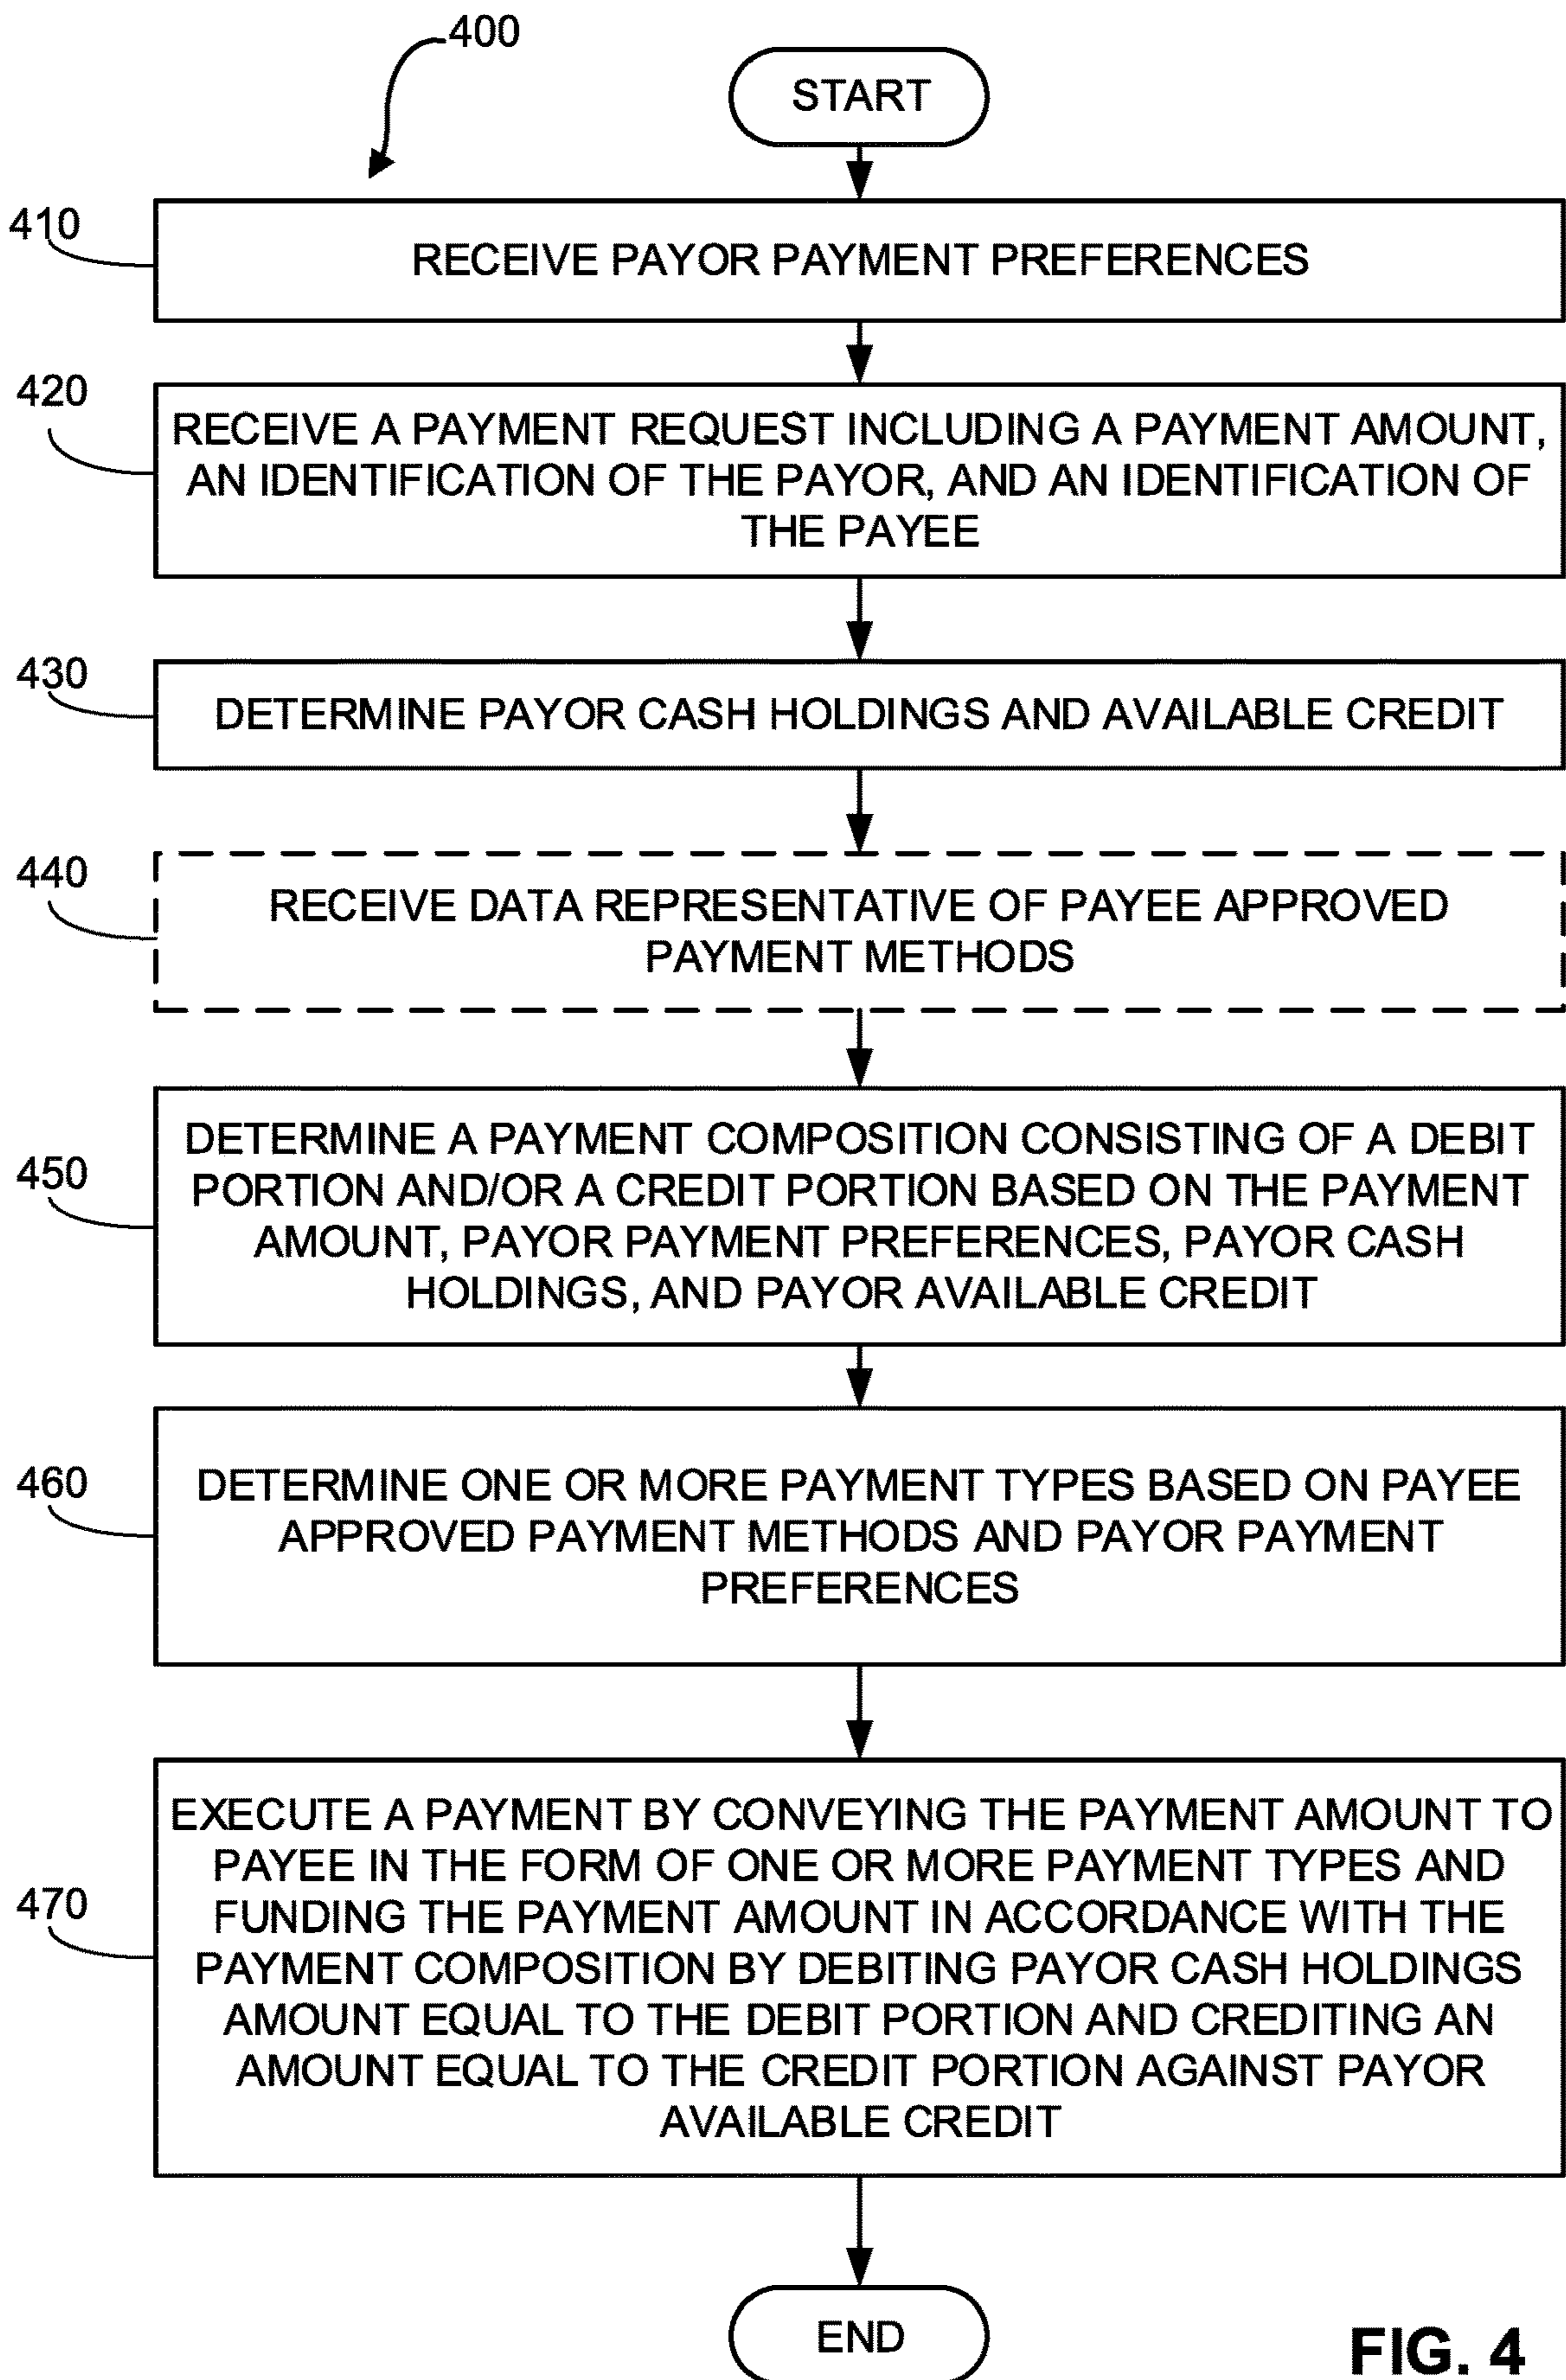 400
START
410
RECEIVE PAYOR PAYMENT PREFERENCES
420
RECEIVE A PAYMENT REQUEST INCLUDING A PAYMENT AMOUNT,
AN IDENTIFICATION OF THE PAYOR, AND AN IDENTIFICATION OF
THE PAYEE
430
DETERMINE PAYOR CASH HOLDINGS AND AVAILABLE CREDIT
440
RECEIVE DATA REPRESENTATIVE OF PAYEE APPROVED
PAYMENT METHODS
450
DETERMINE A PAYMENT COMPOSITION CONSISTING OF A DEBIT
PORTION AND/OR A CREDIT PORTION BASED ON THE PAYMENT
AMOUNT, PAYOR PAYMENT PREFERENCES, PAYOR CASH
HOLDINGS, AND PAYOR AVAILABLE CREDIT
460
DETERMINE ONE OR MORE PAYMENT TYPES BASED ON PAYEE
APPROVED PAYMENT METHODS AND PAYOR PAYMENT
PREFERENCES
470
EXECUTE A PAYMENT BY CONVEYING THE PAYMENT AMOUNT TO
PAYEE IN THE FORM OF ONE OR MORE PAYMENT TYPES AND
FUNDING THE PAYMENT AMOUNT IN ACCORDANCE WITH THE
PAYMENT COMPOSITION BY DEBITING PAYOR CASH HOLDINGS
AMOUNT EQUAL TO THE DEBIT PORTION AND CREDITING AN
AMOUNT EQUAL TO THE CREDIT PORTION AGAINST PAYOR
AVAILABLE CREDIT
END
FIG. 4